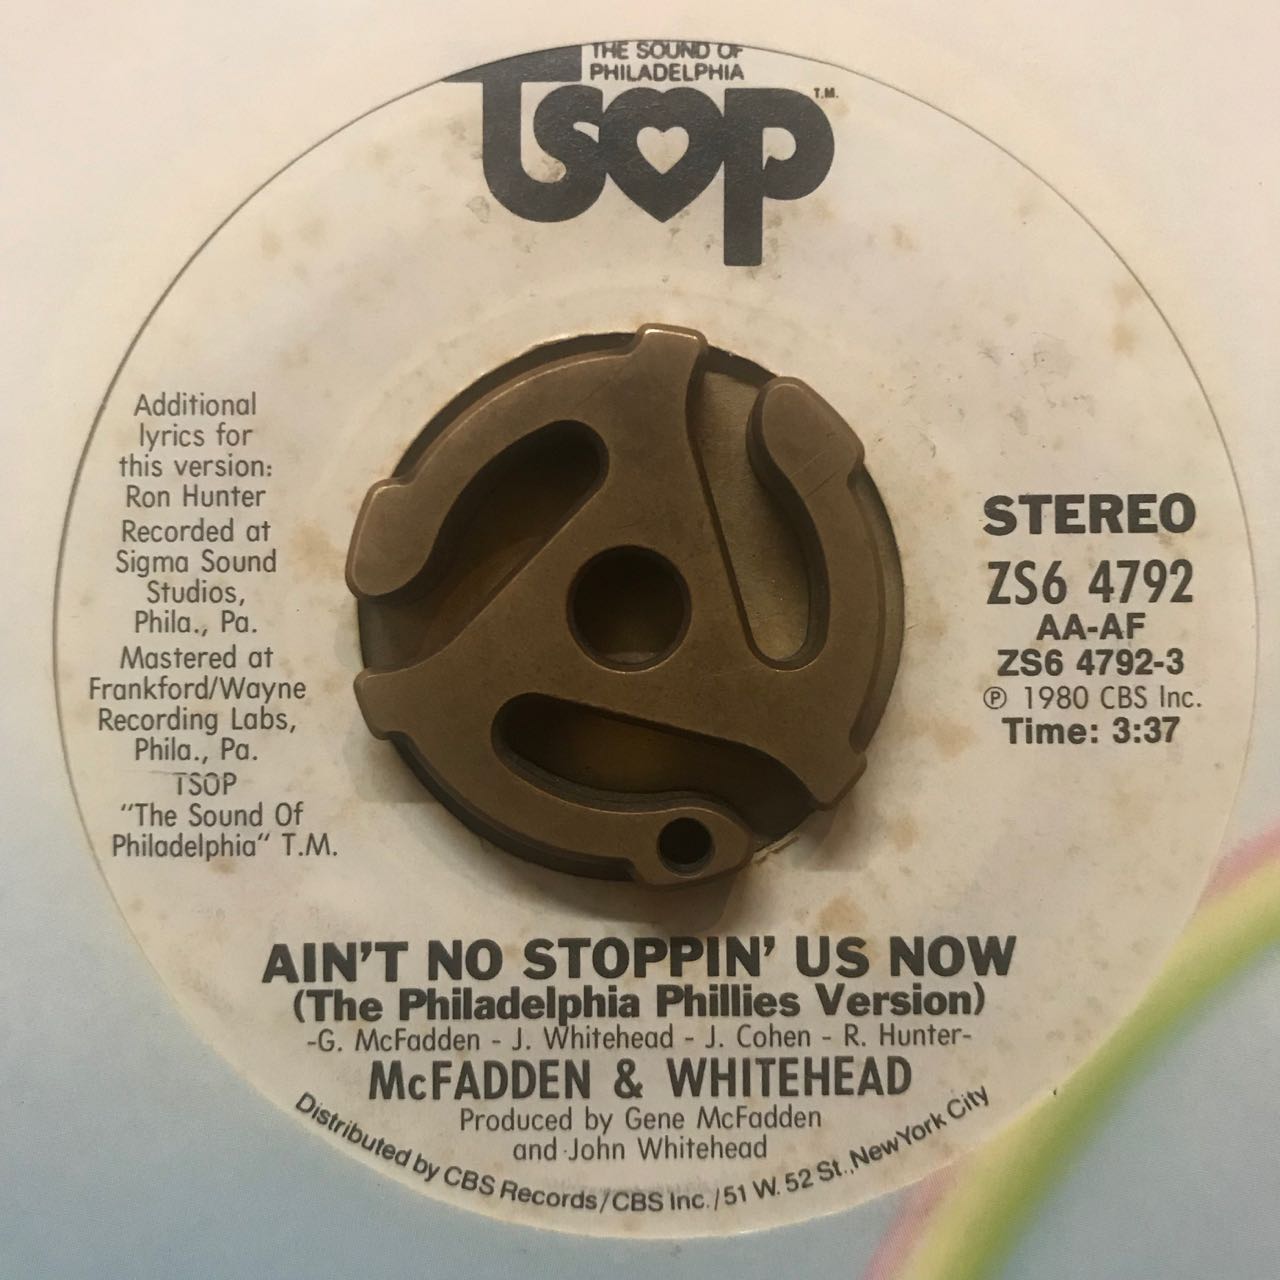 THE SOUND OF
PHILADELPHIA
TSOP T.M.
Additional
lyrics for
this version:
Ron Hunter
Recorded at
Sigma Sound
Studios,
Phila., Pa.
Mastered at
Frankford/Wayne
Recording Labs,
Phila., Pa.
TSOP
"The Sound Of
Philadelphia" T.M.
STEREO
ZS6 4792
AA-AF
ZS6 4792-3
℗ 1980 CBS Inc.
Time: 3:37
AIN'T NO STOPPIN' US NOW
(The Philadelphia Phillies Version)
-G. McFadden - J. Whitehead - J. Cohen - R. Hunter-
McFADDEN & WHITEHEAD
Produced by Gene McFadden
and John Whitehead
Distributed by CBS Records/CBS Inc./51 W. 52 St., New York City